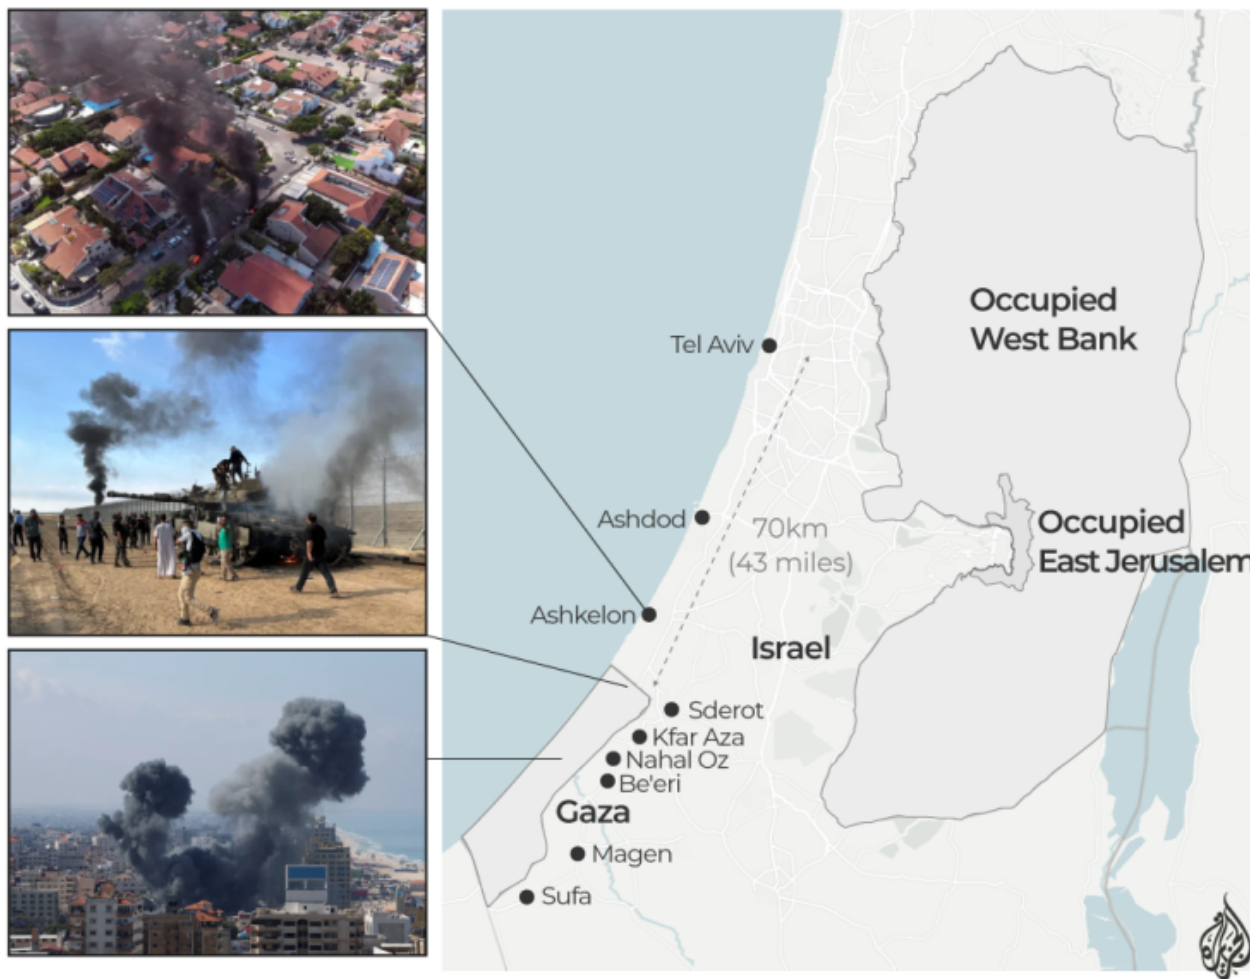 Tel Aviv
Occupied
West Bank
Ashdod
70km
(43 miles)
Occupied
East Jerusalem
Ashkelon
Israel
Sderot
Kfar Aza
Nahal Oz
Be'eri
Gaza
Magen
Sufa
الجزيرة